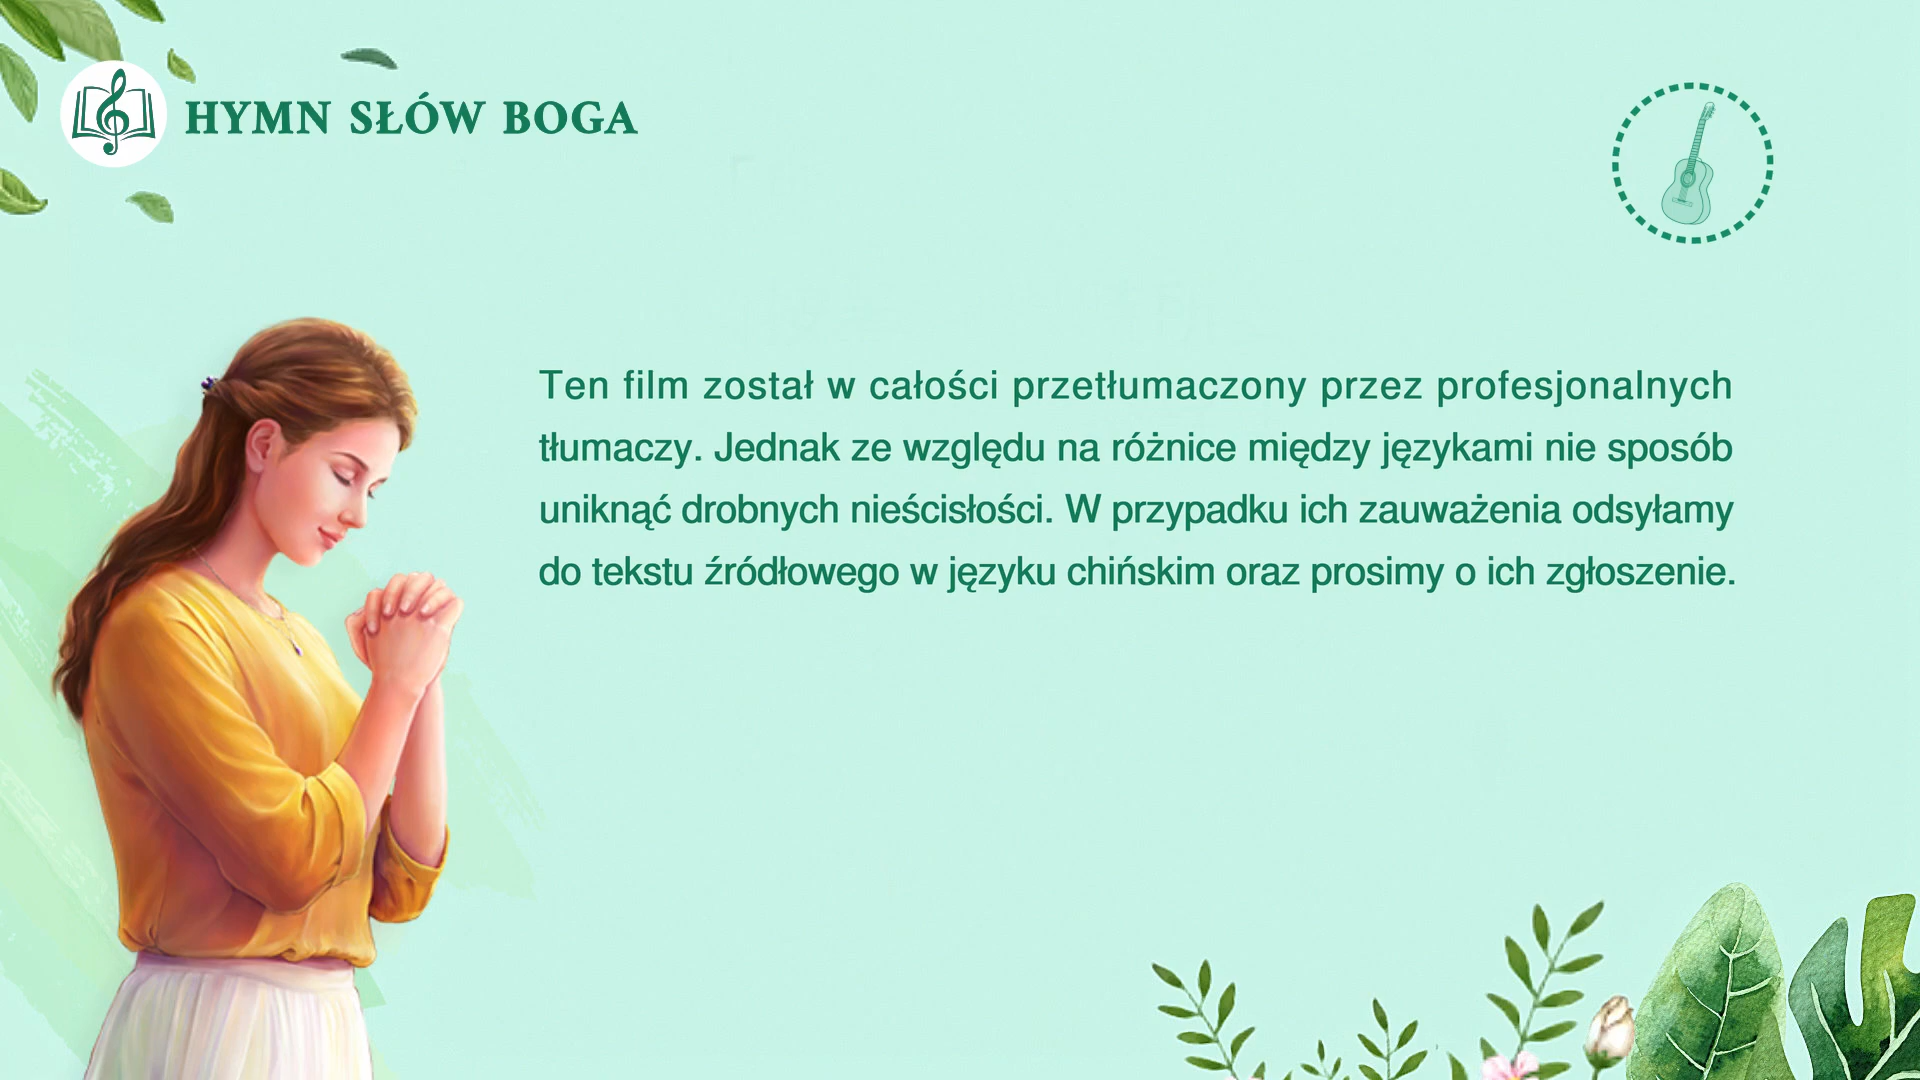 HYMN SŁÓW BOGA
Ten film został w całości przetłumaczony przez profesjonalnych
tłumaczy. Jednak ze względu na różnice między językami nie sposób
uniknąć drobnych nieścisłości. W przypadku ich zauważenia odsyłamy
do tekstu źródłowego w języku chińskim oraz prosimy o ich zgłoszenie.